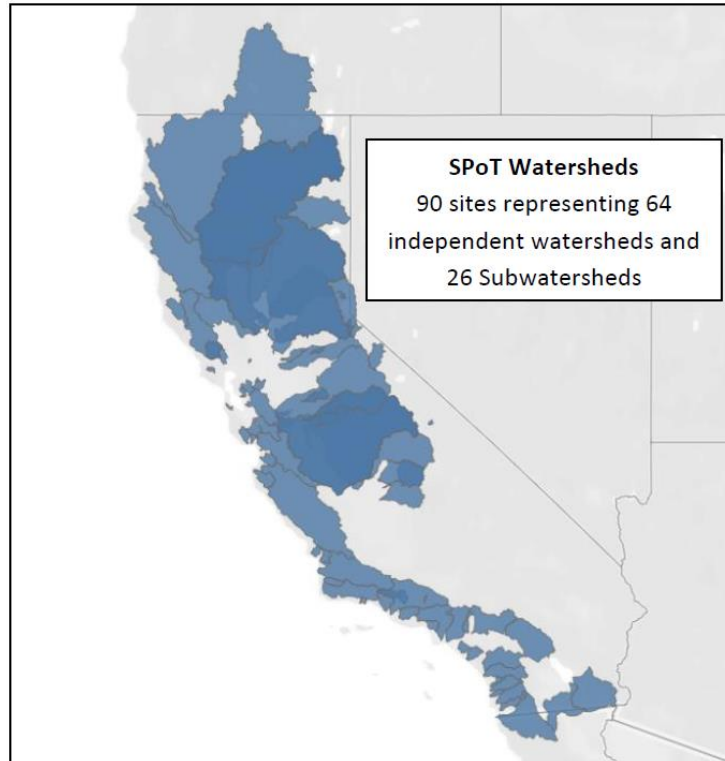 SPoT Watersheds
90 sites representing 64
independent watersheds and
26 Subwatersheds